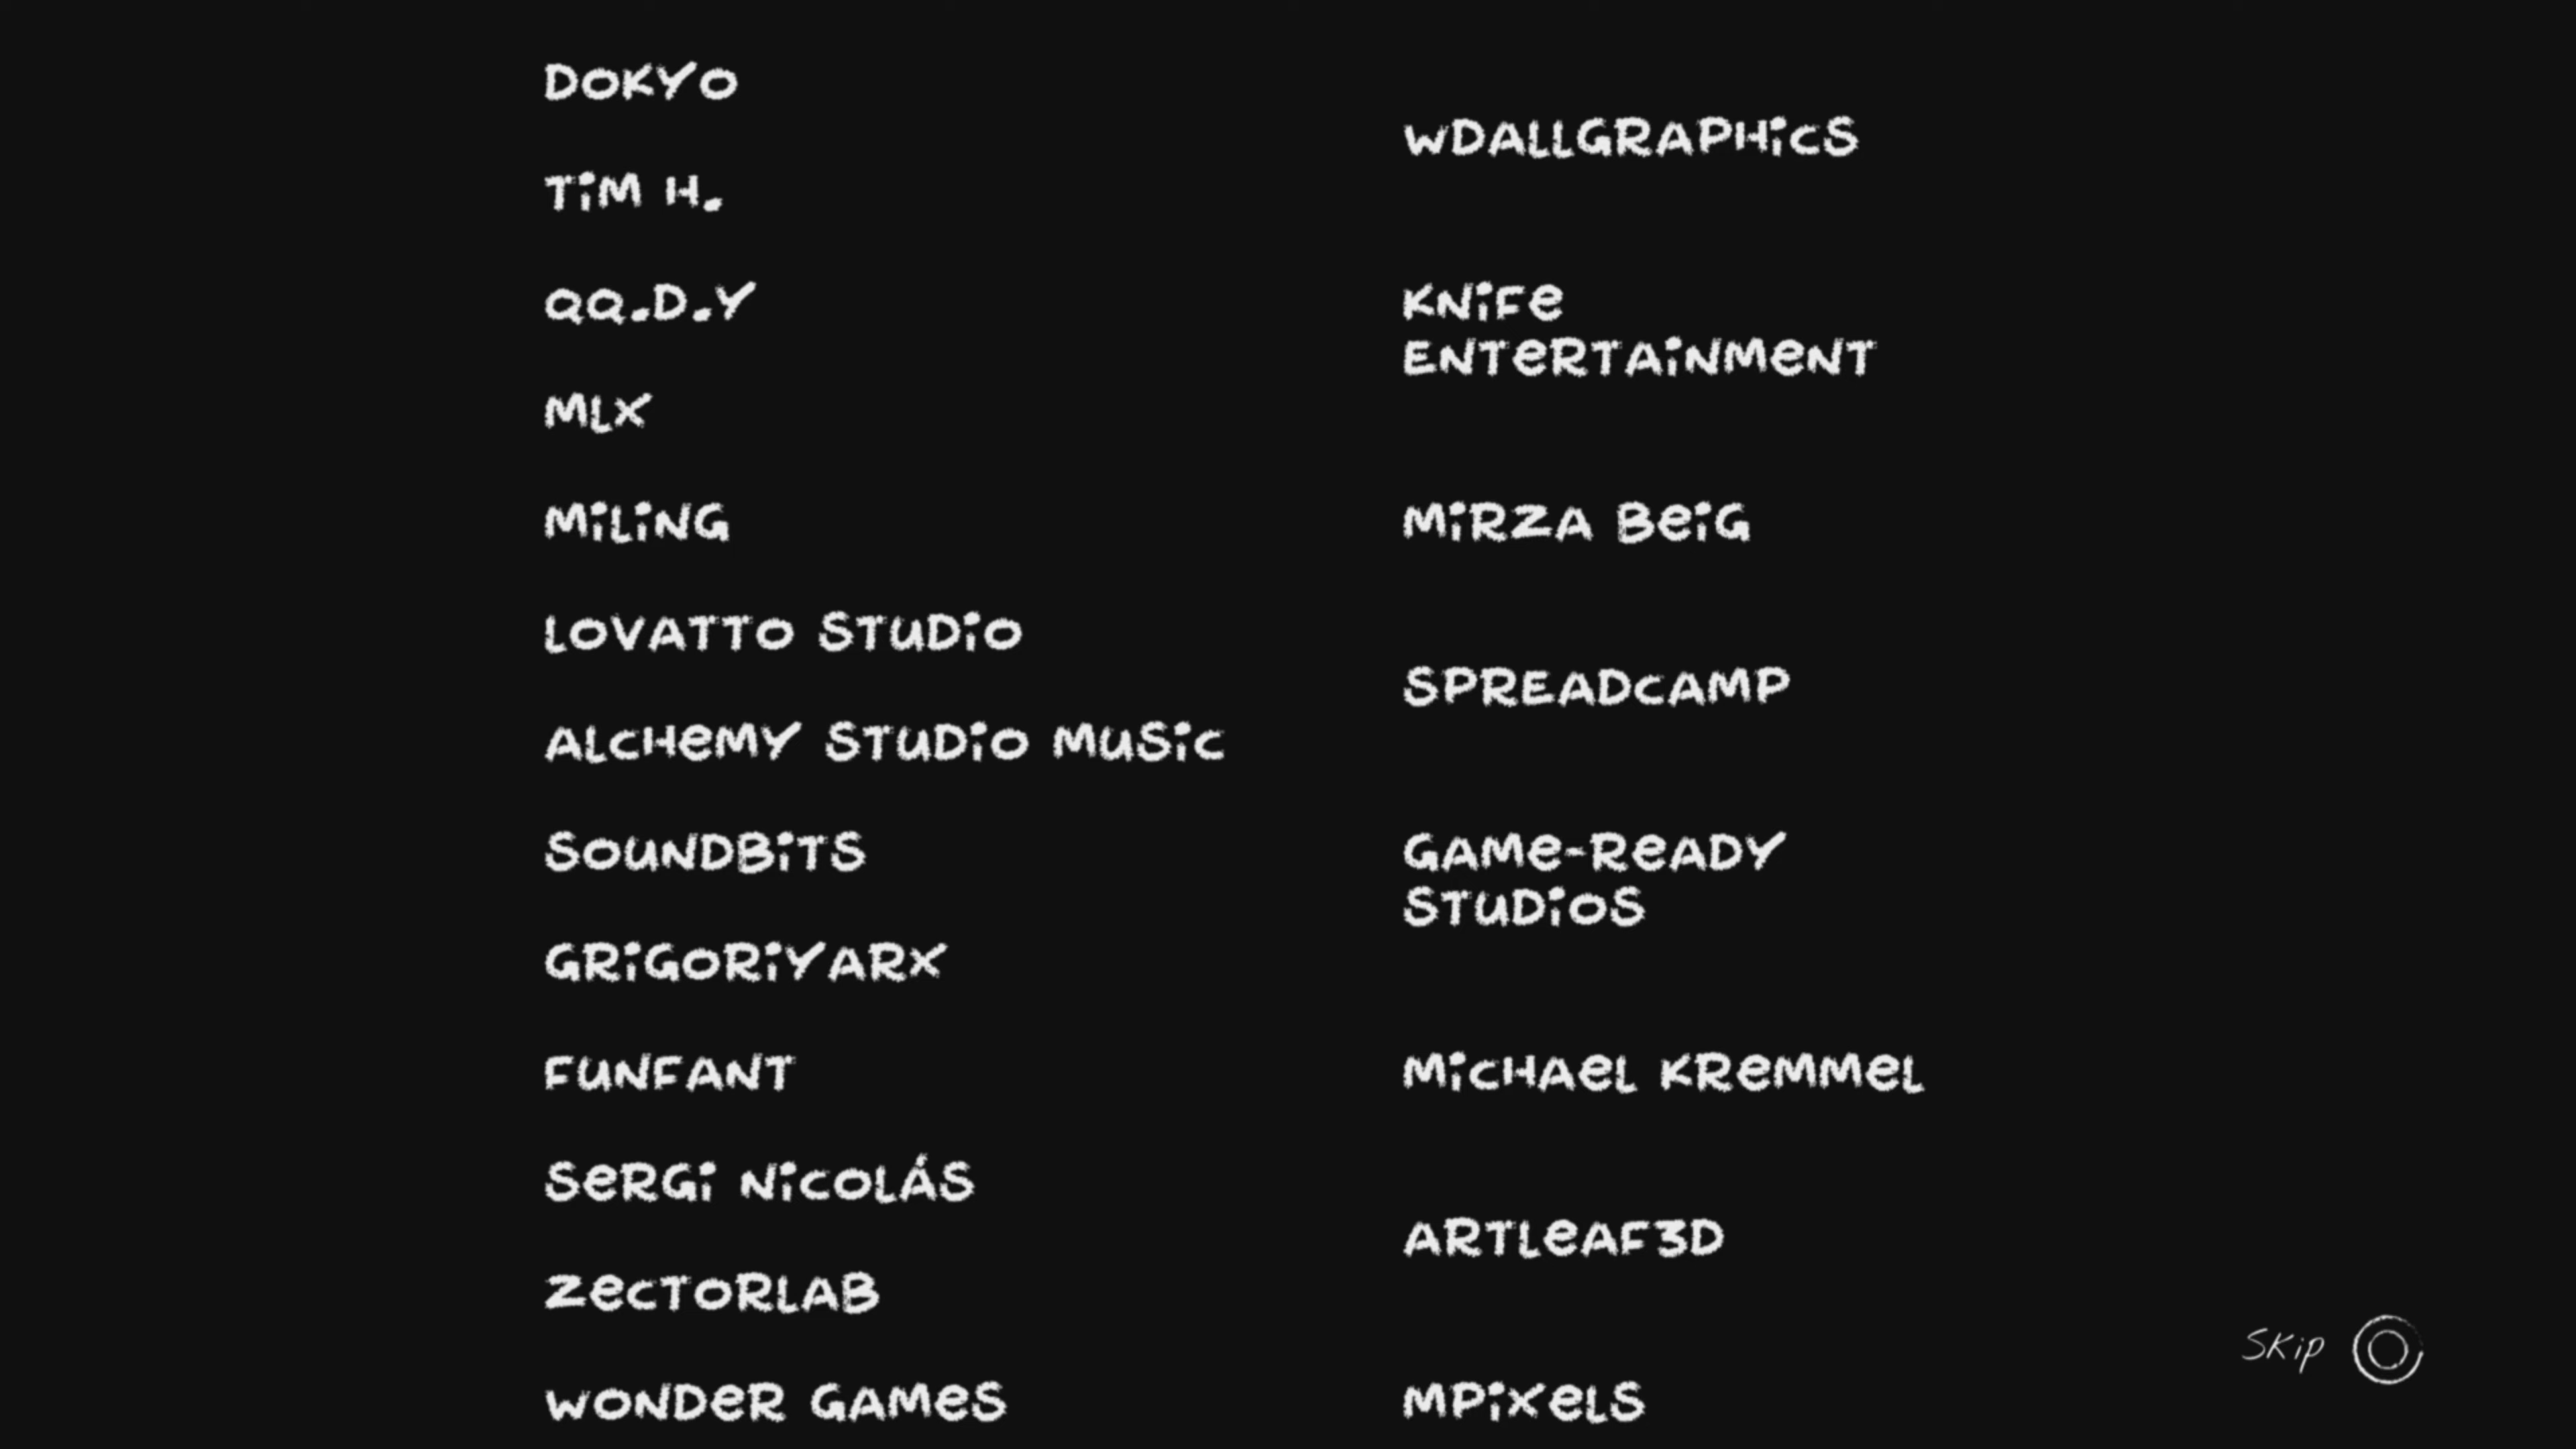 DOKYO
TiM H.
QQ.D.Y
MLX
MiLiNG
LOVATTO STUDiO
ALCHeMY STUDiO MUSiC
SOUNDBiTS
GRiGORiYARX
FUNFANT
SeRGi NiCOLÁS
ZeCTORLAB
WONDeR GAMeS
WDALLGRAPHiCS
KNiFe
ENTeRTAiNMeNT
MiRZA BeiG
SPREADCAMP
GAMe-ReADY
STUDiOS
MiCHAeL KReMMeL
ARTLeAF3D
MPiXeLS
SKip